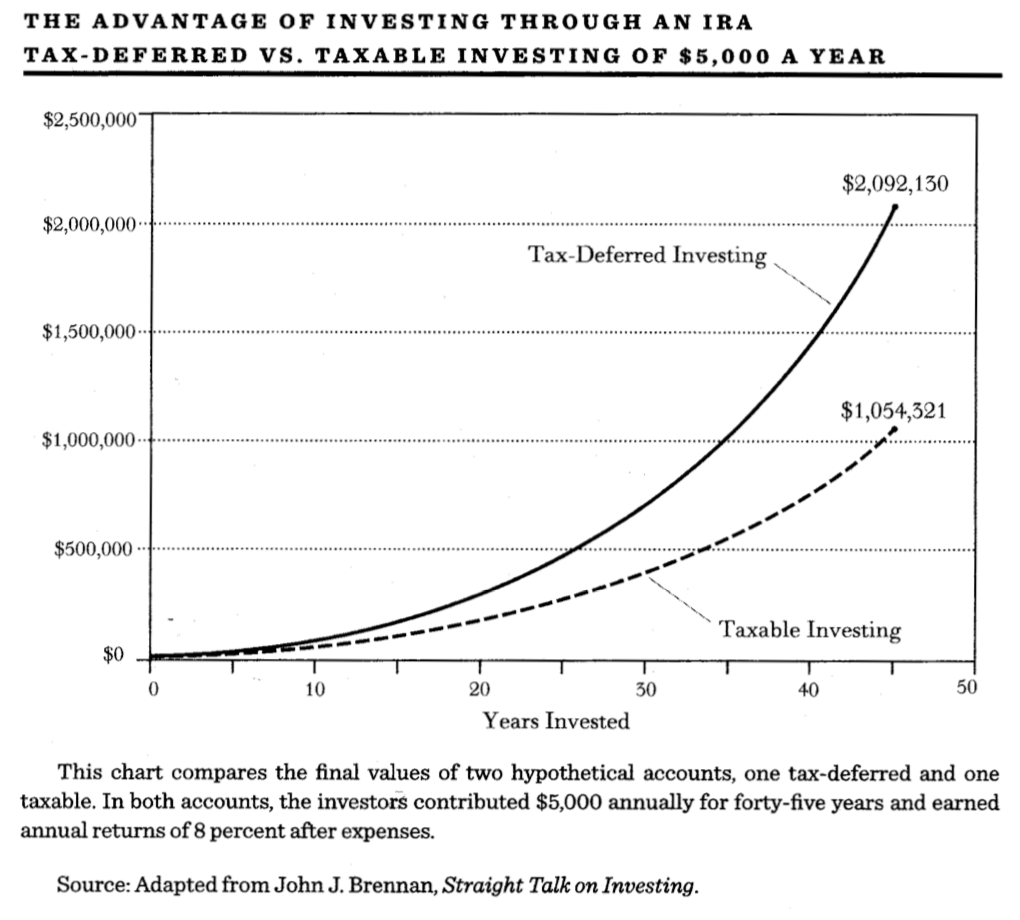 THE ADVANTAGE OF INVESTING THROUGH AN IRA
TAX-DEFERRED VS. TAXABLE INVESTING OF $5,000 A YEAR
$2,500,000
$2,092,130
$2,000,000
Tax-Deferred Investing
$1,500,000
$1,054,321
$1,000,000
$500,000
Taxable Investing
$0
0 10 20 30 40 50
Years Invested
This chart compares the final values of two hypothetical accounts, one tax-deferred and one
taxable. In both accounts, the investors contributed $5,000 annually for forty-five years and earned
annual returns of 8 percent after expenses.
Source: Adapted from John J. Brennan, Straight Talk on Investing.